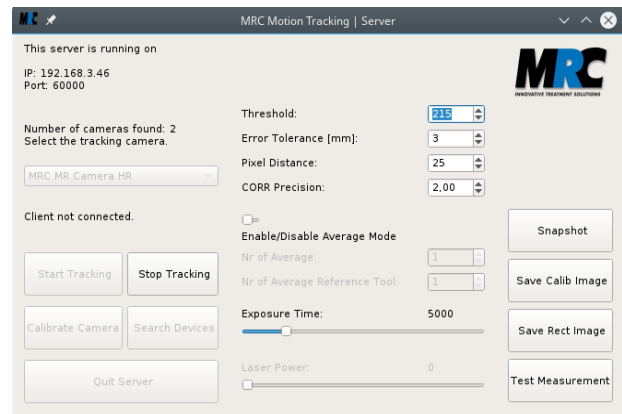 MRC
MRC Motion Tracking | Server
This server is running on
IP: 192.168.3.46
Port: 60000
MRC
INNOVATIVE TREATMENT SOLUTIONS
Number of cameras found: 2
Select the tracking camera.
MRC MR Camera HR
Client not connected.
Start Tracking
Stop Tracking
Calibrate Camera
Search Devices
Quit Server
Threshold:
215
Error Tolerance [mm]:
3
Pixel Distance:
25
CORR Precision:
2,00
Enable/Disable Average Mode
Nr of Average:
1
Nr of Average Reference Tool:
1
Exposure Time:
5000
Laser Power:
0
Snapshot
Save Calib Image
Save Rect Image
Test Measurement